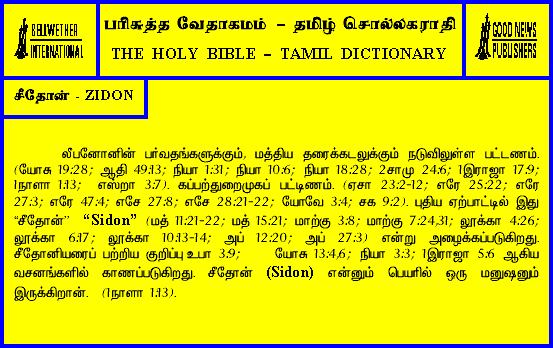 BELLWETHER
INTERNATIONAL
பரிசுத்த வேதாகமம் – தமிழ் சொல்லகராதி
THE HOLY BIBLE – TAMIL DICTIONARY
GOOD NEWS
PUBLISHERS
சீதோன் - ZIDON
லீபனோனின் பர்வதங்களுக்கும், மத்திய தரைக்கடலுக்கும் நடுவிலுள்ள பட்டணம்.
(யோசு 19:28; ஆதி 49:13; நியா 1:31; நியா 10:6; நியா 18:28; 2சாமு 24:6; 1இராஜா 17:9;
1நாளா 1:13; எஸ்றா 3:7). கப்பற்துறைமுகப் பட்டிணம். (ஏசா 23:2-12; எரே 25:22; எரே
27:3; எரே 47:4; எசே 27:8; எசே 28:21-22; யோவே 3:4; சக 9:2). புதிய ஏற்பாட்டில் இது
“சீதோன்” “Sidon” (மத் 11:21-22; மத் 15:21; மாற்கு 3:8; மாற்கு 7:24,31; லூக்கா 4:26;
லூக்கா 6:17; லூக்கா 10:13-14; அப் 12:20; அப் 27:3) என்று அழைக்கப்படுகிறது.
சீதோனியரைப் பற்றிய குறிப்பு உபா 3:9; யோசு 13:4,6; நியா 3:3; 1இராஜா 5:6 ஆகிய
வசனங்களில் காணப்படுகிறது. சீதோன் (Sidon) என்னும் பெயரில் ஒரு மனுஷனும்
இருக்கிறான். (1நாளா 1:13).